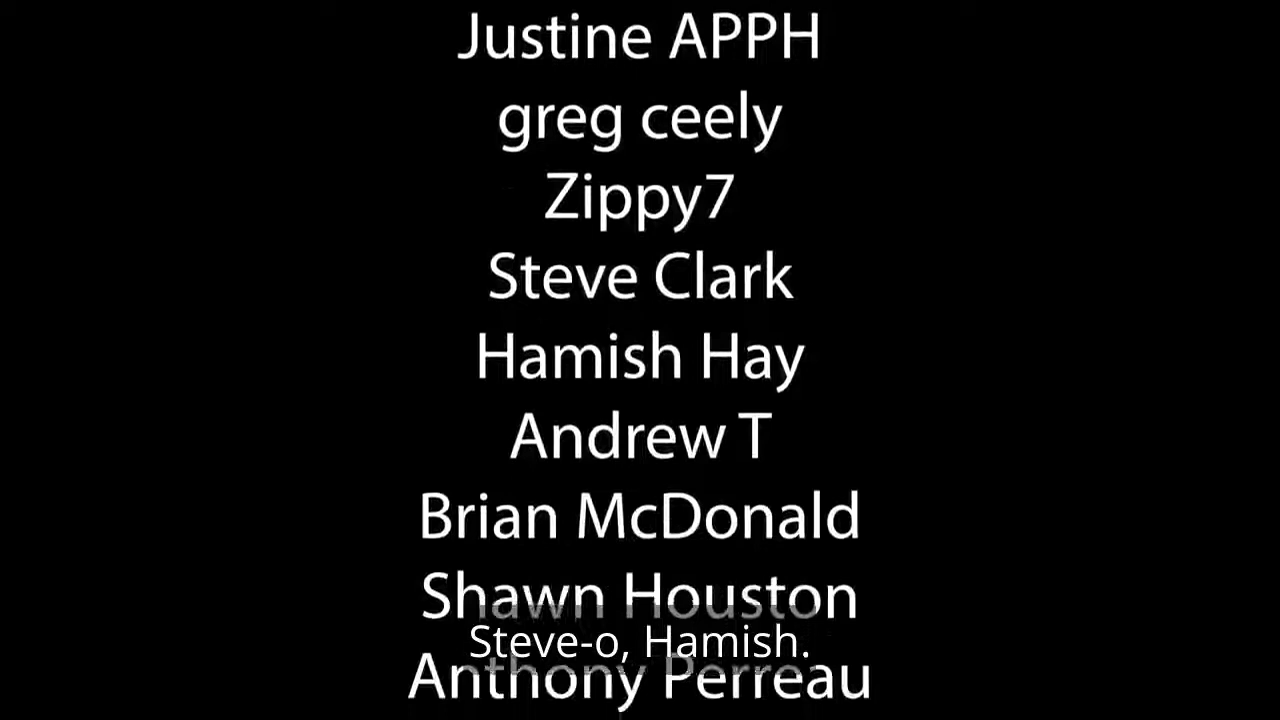 Justine APPH
greg ceely
Zippy7
Steve Clark
Hamish Hay
Andrew T
Brian McDonald
Shawn Houston
Steve-o, Hamish.
Anthony Perreau